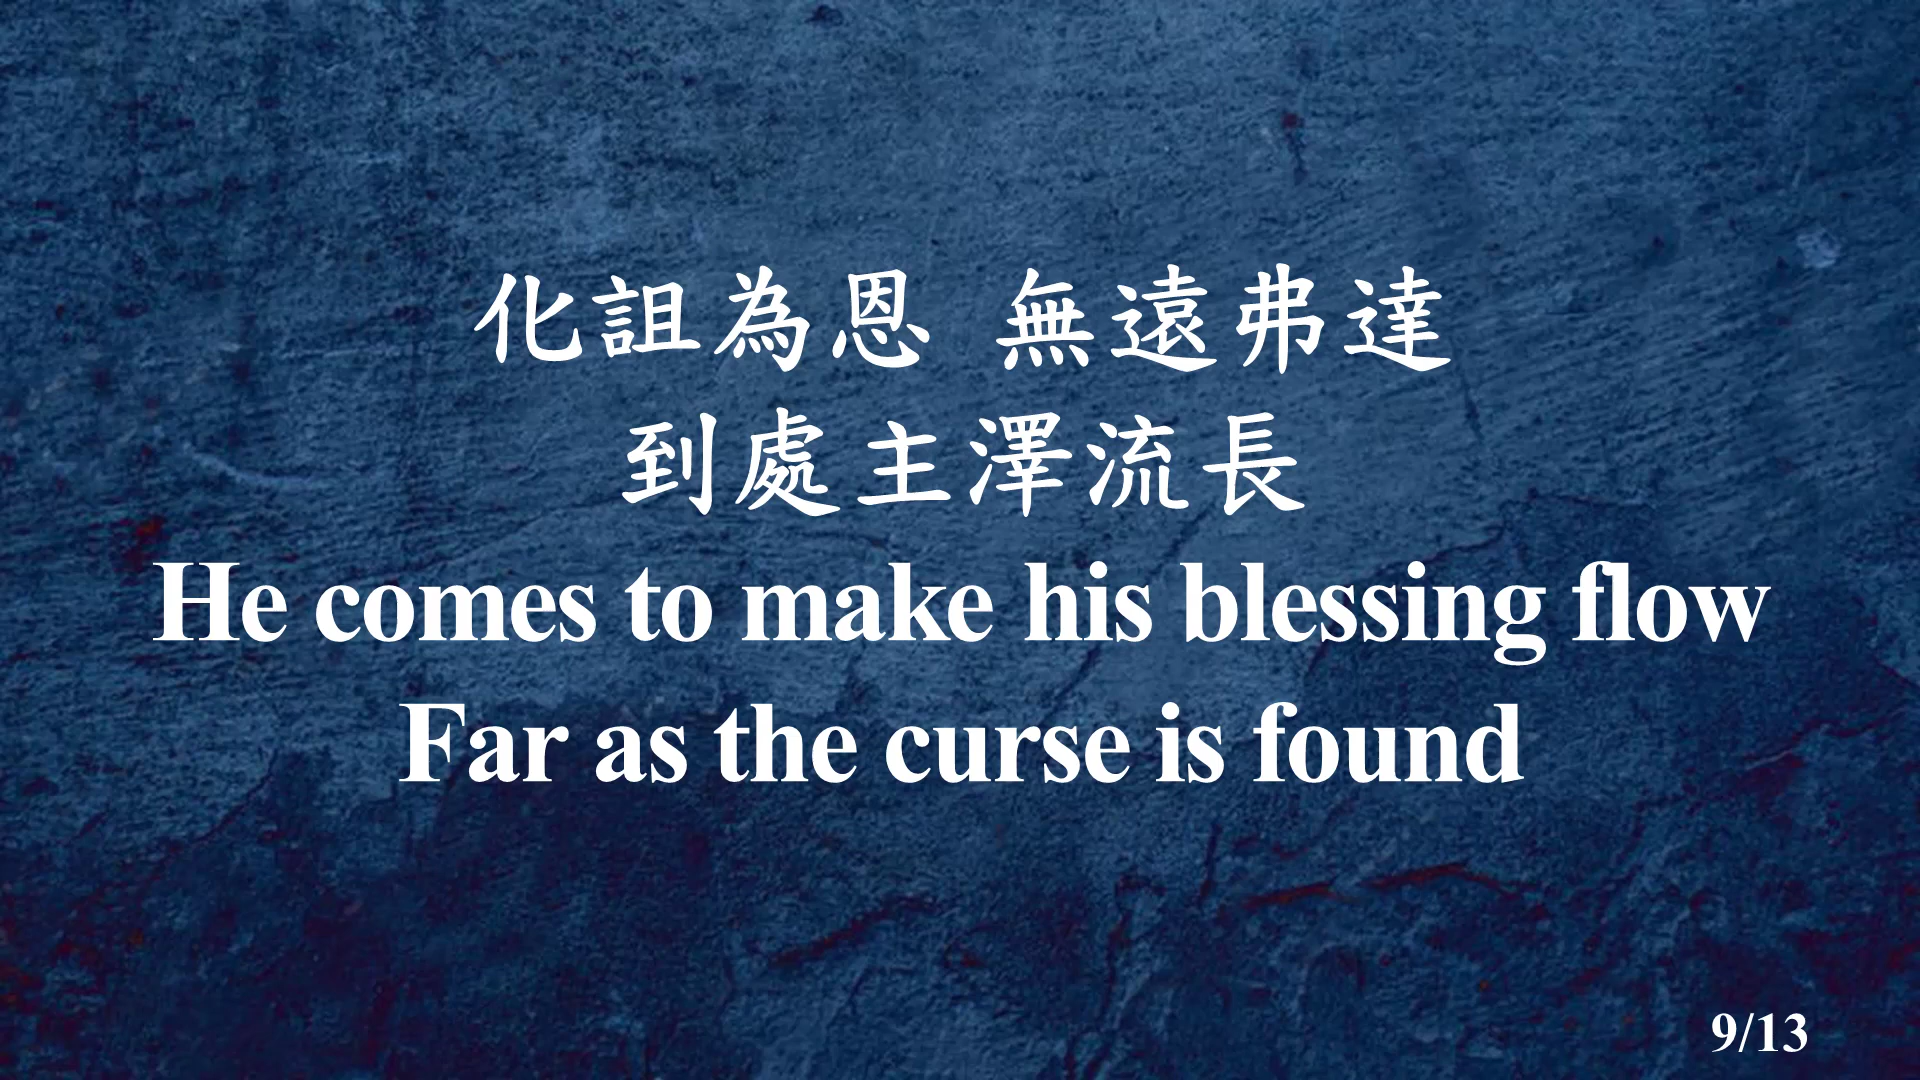 化詛為恩 無遠弗達
到處主澤流長
He comes to make his blessing flow
Far as the curse is found
9/13